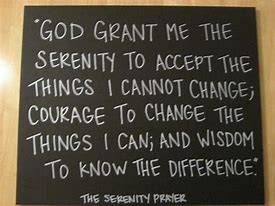 "GOD GRANT ME THE
SERENITY TO ACCEPT THE
THINGS I CANNOT CHANGE;
COURAGE TO CHANGE THE
THINGS I CAN; AND WISDOM
TO KNOW THE DIFFERENCE."
THE SERENITY PRAYER